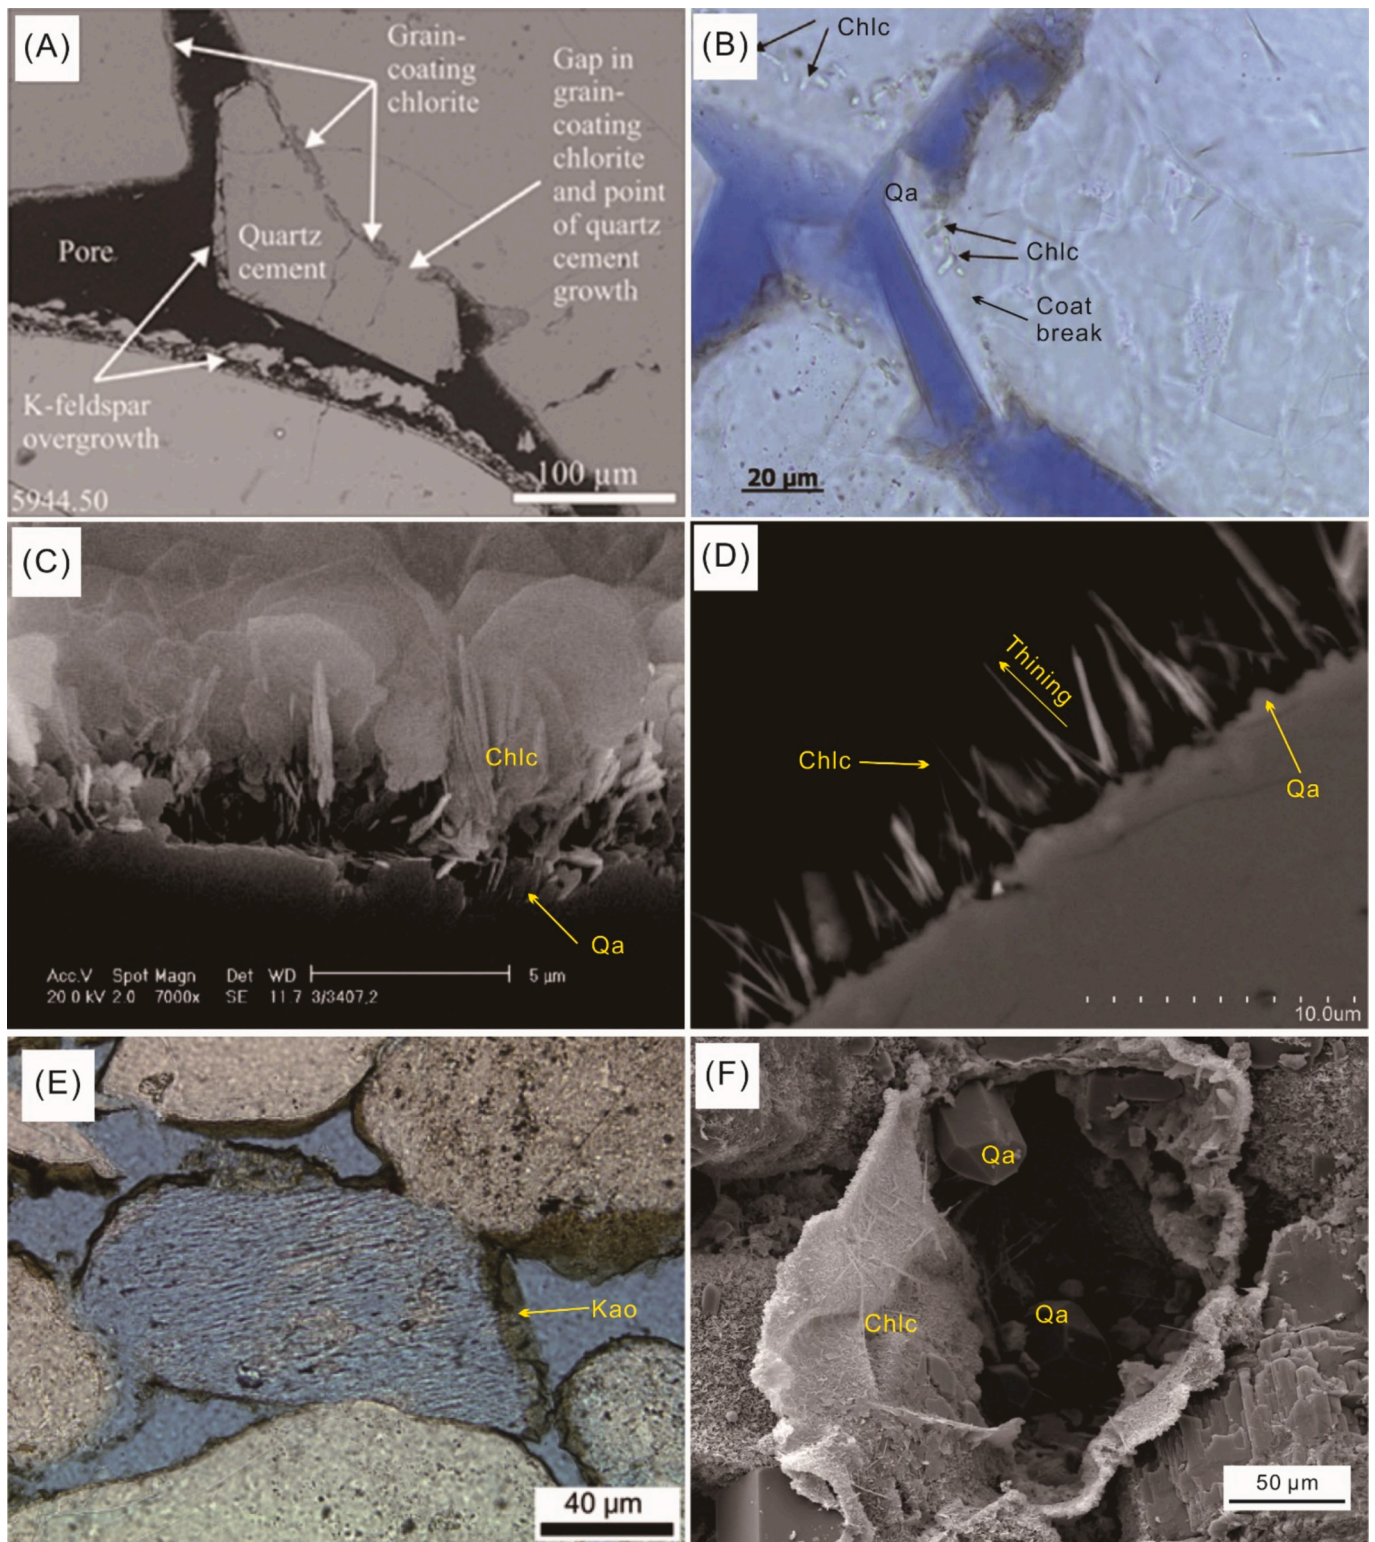 (A)
Grain-
coating
chlorite
Gap in
grain-
coating
chlorite
and point
of quartz
cement
growth
Pore
Quartz
cement
K-feldspar
overgrowth
100 µm
5944.50
(B)
Chlc
Qa
Chlc
Coat
break
20 µm
(C)
Chlc
Qa
Acc.V Spot Magn Det WD 5 µm
20.0 kV 2.0 7000x SE 11.7 3/3407,2
(D)
Thining
Chlc
Qa
10.0um
(E)
Kao
40 µm
(F)
Qa
Qa
Chlc
50 µm